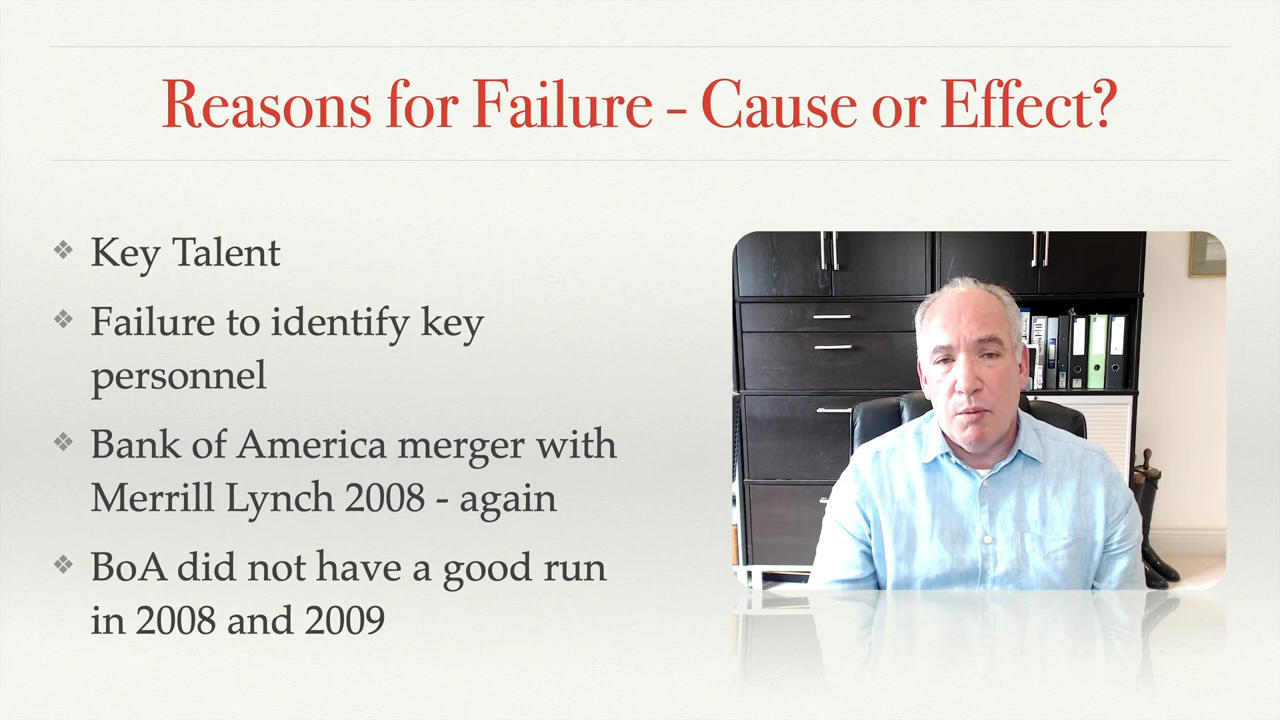 Reasons for Failure - Cause or Effect?
Key Talent
Failure to identify key
personnel
Bank of America merger with
Merrill Lynch 2008 - again
BoA did not have a good run
in 2008 and 2009